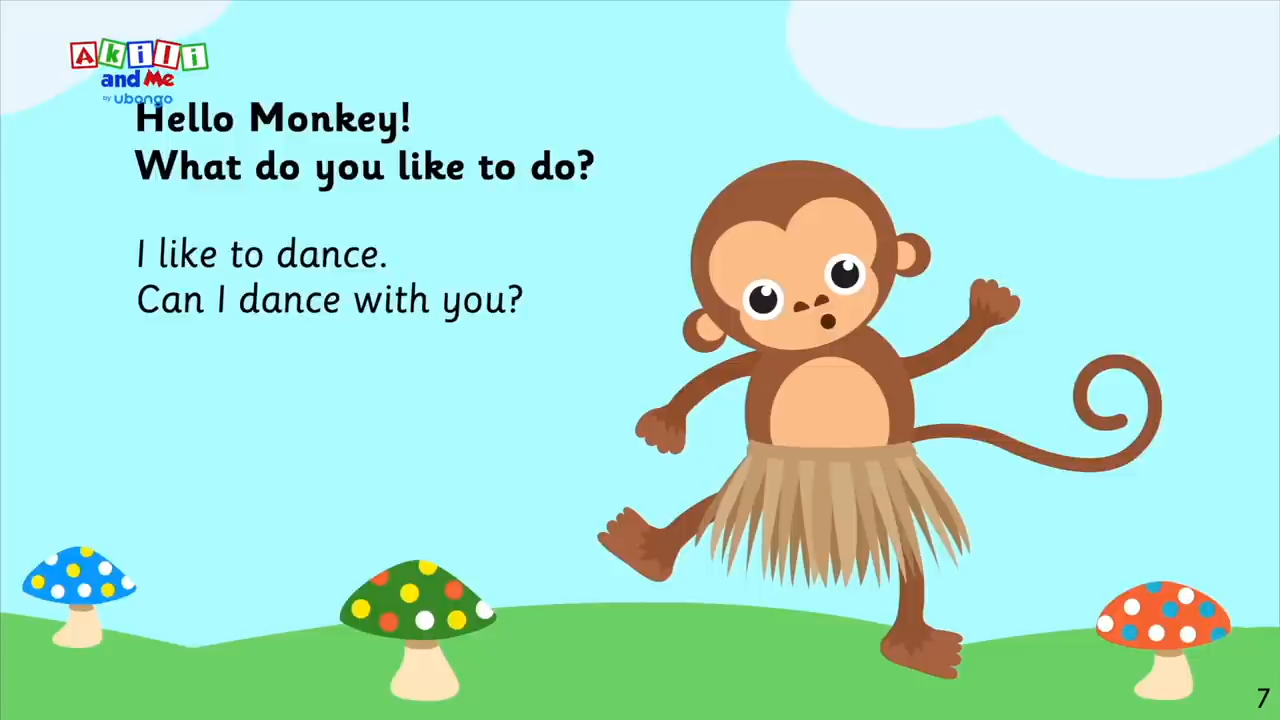 Akili
and Me
by ubongo
Hello Monkey!
What do you like to do?
I like to dance.
Can I dance with you?
7